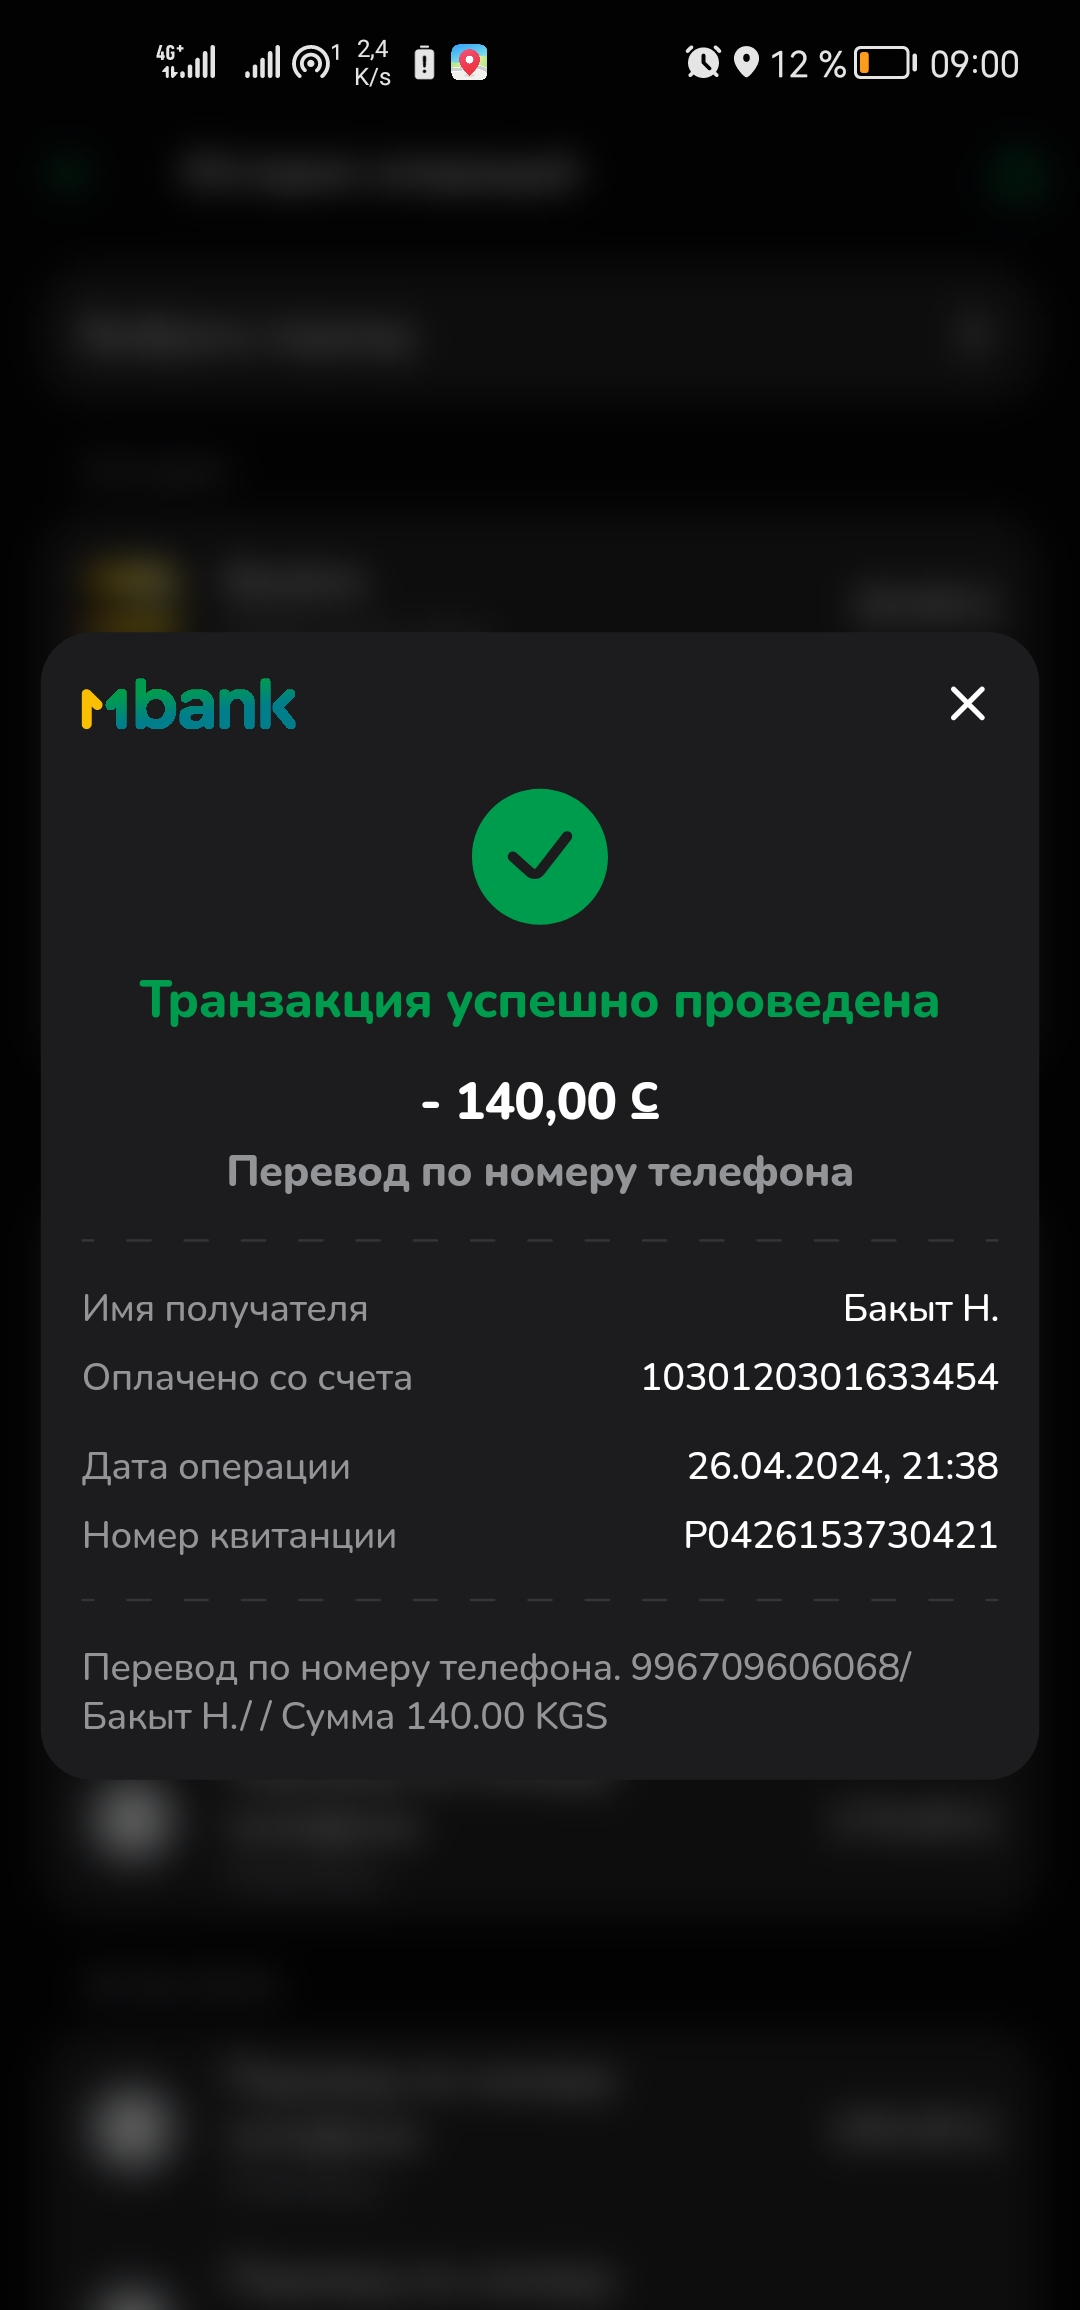 4G+ 1 2,4 K/s 12 % 09:00
Mbank
Транзакция успешно проведена
- 140,00 С
Перевод по номеру телефона
Имя получателя Бакыт Н.
Оплачено со счета 1030120301633454
Дата операции 26.04.2024, 21:38
Номер квитанции P0426153730421
Перевод по номеру телефона. 996709606068/
Бакыт Н./ / Сумма 140.00 KGS